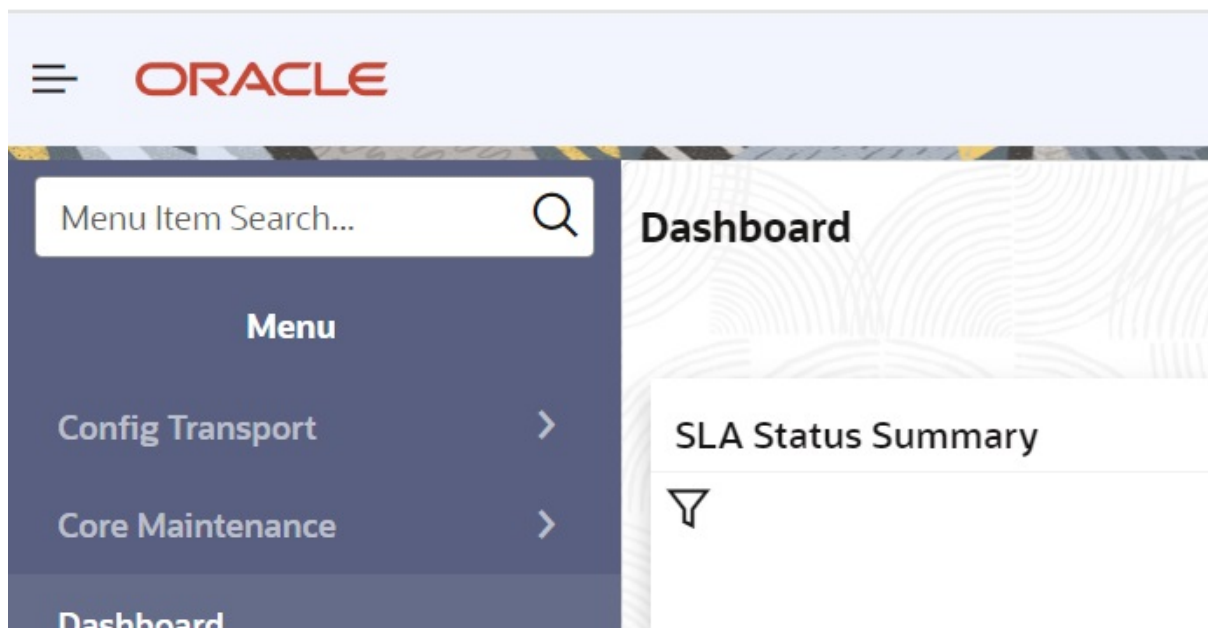 ORACLE
Menu Item Search...
Dashboard
Menu
Config Transport
SLA Status Summary
Core Maintenance
Dashboard